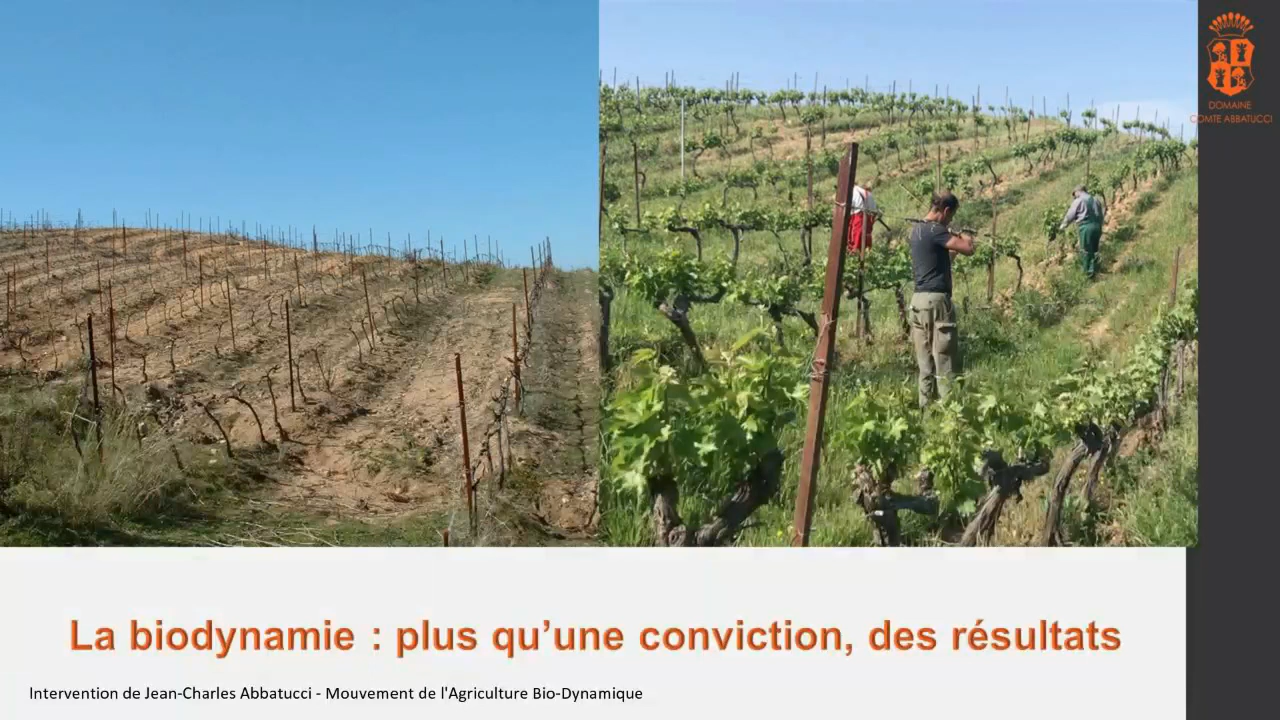 DOMAINE
COMTE ABBATUCCI
La biodynamie : plus qu’une conviction, des résultats
Intervention de Jean-Charles Abbatucci - Mouvement de l'Agriculture Bio-Dynamique